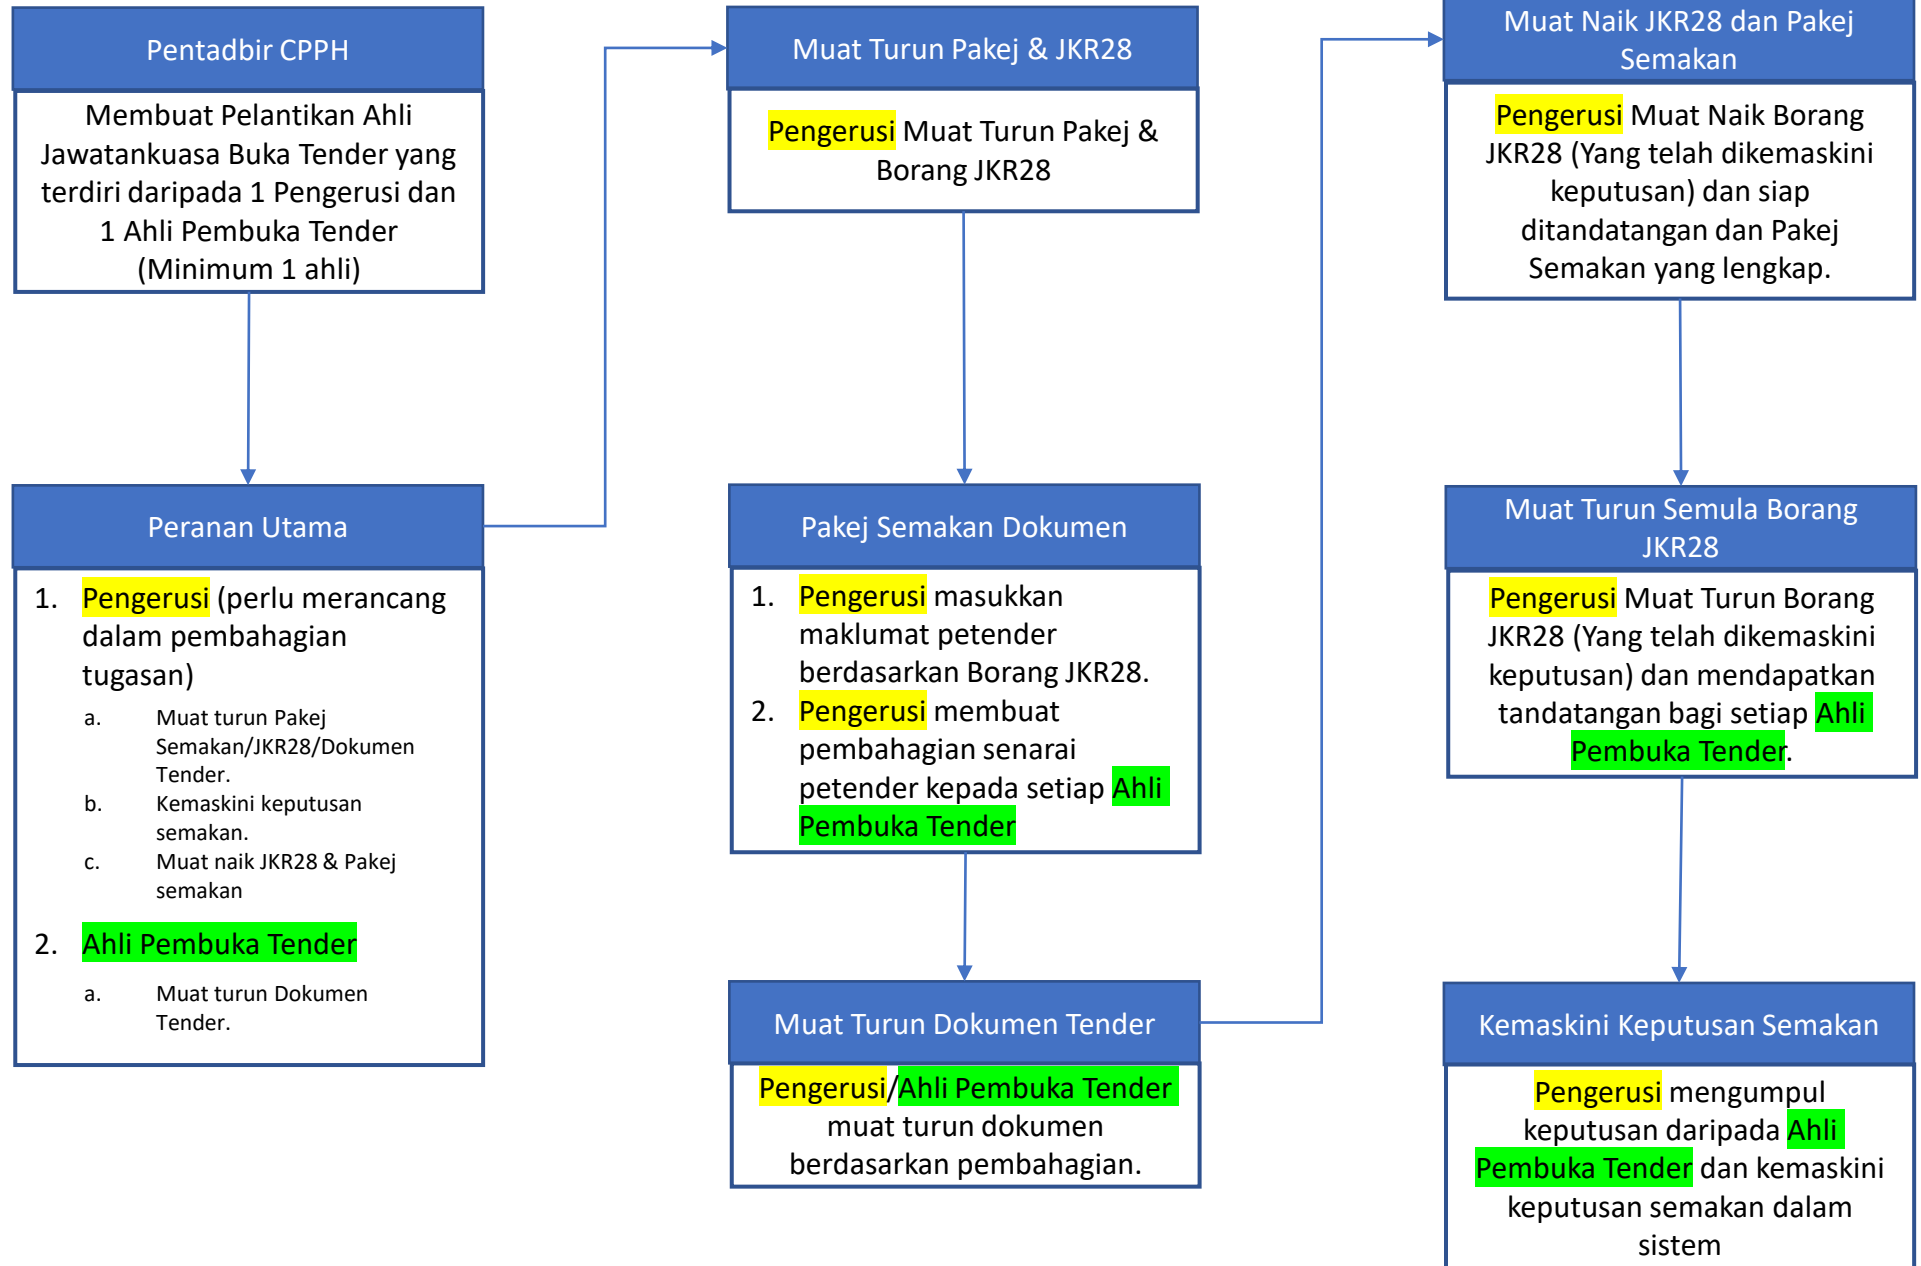 Pentadbir CPPH
Membuat Pelantikan Ahli
Jawatankuasa Buka Tender yang
terdiri daripada 1 Pengerusi dan
1 Ahli Pembuka Tender
(Minimum 1 ahli)
Peranan Utama
1. Pengerusi (perlu merancang
dalam pembahagian
tugasan)
a. Muat turun Pakej
Semakan/JKR28/Dokumen
Tender.
b. Kemaskini keputusan
semakan.
c. Muat naik JKR28 & Pakej
semakan
2. Ahli Pembuka Tender
a. Muat turun Dokumen
Tender.
Muat Turun Pakej & JKR28
Pengerusi Muat Turun Pakej &
Borang JKR28
Pakej Semakan Dokumen
1. Pengerusi masukkan
maklumat petender
berdasarkan Borang JKR28.
2. Pengerusi membuat
pembahagian senarai
petender kepada setiap Ahli
Pembuka Tender
Muat Turun Dokumen Tender
Pengerusi/Ahli Pembuka Tender
muat turun dokumen
berdasarkan pembahagian.
Muat Naik JKR28 dan Pakej
Semakan
Pengerusi Muat Naik Borang
JKR28 (Yang telah dikemaskini
keputusan) dan siap
ditandatangan dan Pakej
Semakan yang lengkap.
Muat Turun Semula Borang
JKR28
Pengerusi Muat Turun Borang
JKR28 (Yang telah dikemaskini
keputusan) dan mendapatkan
tandatangan bagi setiap Ahli
Pembuka Tender.
Kemaskini Keputusan Semakan
Pengerusi mengumpul
keputusan daripada Ahli
Pembuka Tender dan kemaskini
keputusan semakan dalam
sistem